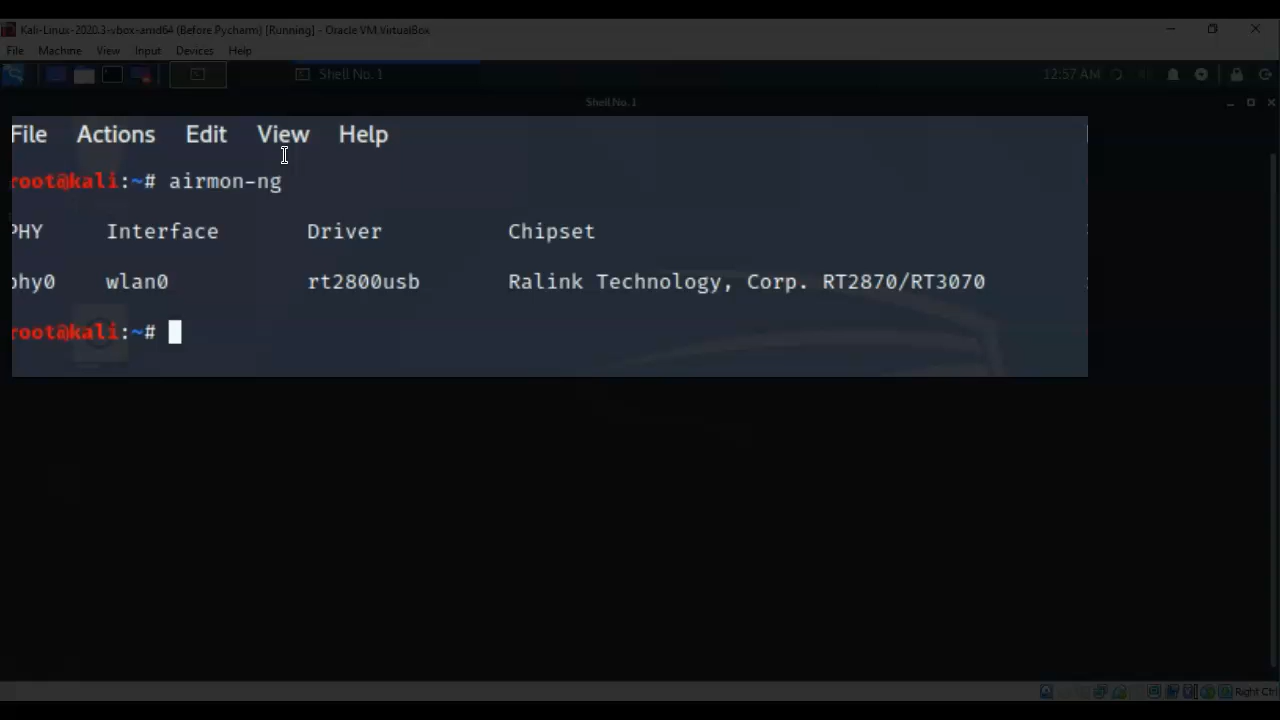 Kali-Linux-2020.3-vbox-amd64 (Before Pycharm) [Running] - Oracle VM VirtualBox
File Machine View Input Devices Help
Shell No. 1 12:57 AM
Shell No. 1
File Actions Edit View Help
root@kali:~# airmon-ng
PHY Interface Driver Chipset
phy0 wlan0 rt2800usb Ralink Technology, Corp. RT2870/RT3070
root@kali:~#
Right Ctrl